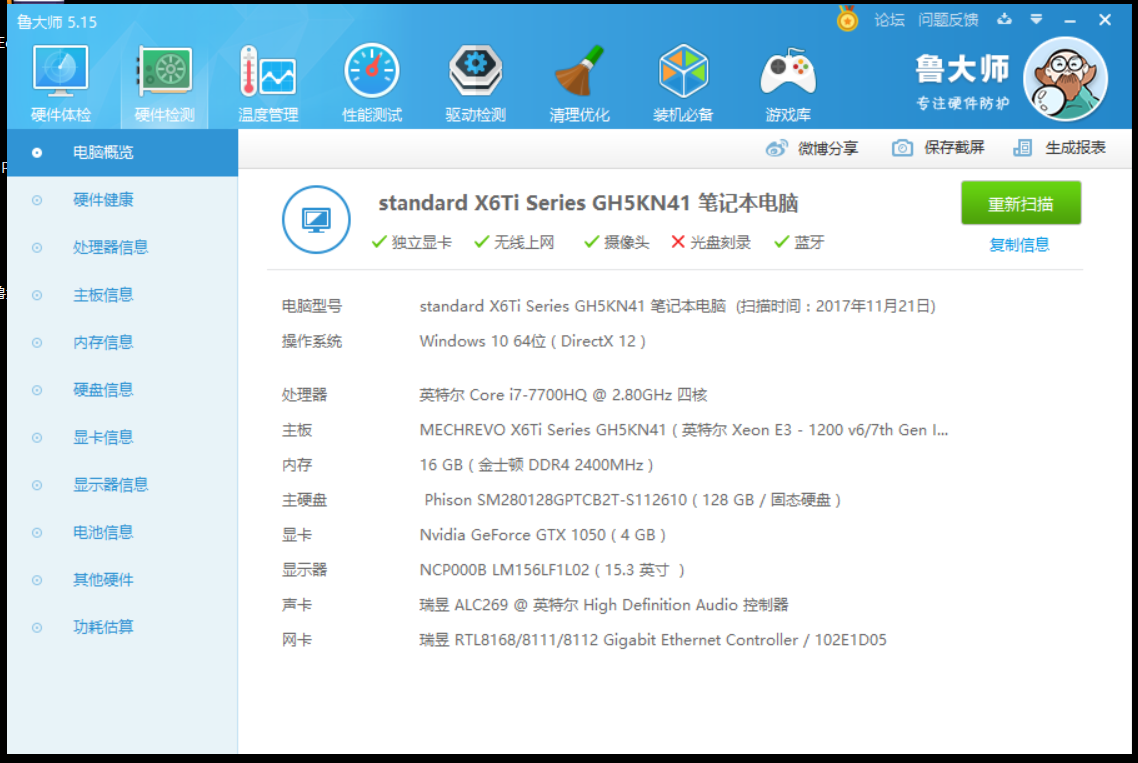 鲁大师 5.15
论坛 问题反馈
硬件体检 硬件检测 温度管理 性能测试 驱动检测 清理优化 装机必备 游戏库
鲁大师
专注硬件防护
电脑概览
硬件健康
处理器信息
主板信息
内存信息
硬盘信息
显卡信息
显示器信息
电池信息
其他硬件
功耗估算
微博分享 保存截屏 生成报表
standard X6Ti Series GH5KN41 笔记本电脑
独立显卡 无线上网 摄像头 光盘刻录 蓝牙
重新扫描
复制信息
电脑型号 standard X6Ti Series GH5KN41 笔记本电脑 (扫描时间：2017年11月21日)
操作系统 Windows 10 64位 ( DirectX 12 )
处理器 英特尔 Core i7-7700HQ @ 2.80GHz 四核
主板 MECHREVO X6Ti Series GH5KN41 ( 英特尔 Xeon E3 - 1200 v6/7th Gen I...
内存 16 GB ( 金士顿 DDR4 2400MHz )
主硬盘 Phison SM280128GPTCB2T-S112610 ( 128 GB / 固态硬盘 )
显卡 Nvidia GeForce GTX 1050 ( 4 GB )
显示器 NCP000B LM156LF1L02 ( 15.3 英寸 )
声卡 瑞昱 ALC269 @ 英特尔 High Definition Audio 控制器
网卡 瑞昱 RTL8168/8111/8112 Gigabit Ethernet Controller / 102E1D05